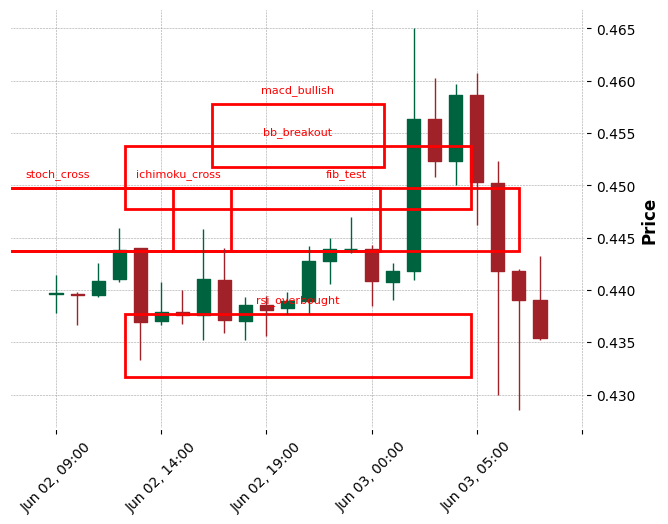 0.465
macd_bullish
0.460
bb_breakout
0.455
stoch_cross ichimoku_cross fib_test
0.450
Price
0.445
rsi_overbought
0.440
0.435
0.430
Jun 02, 09:00 Jun 02, 14:00 Jun 02, 19:00 Jun 03, 00:00 Jun 03, 05:00